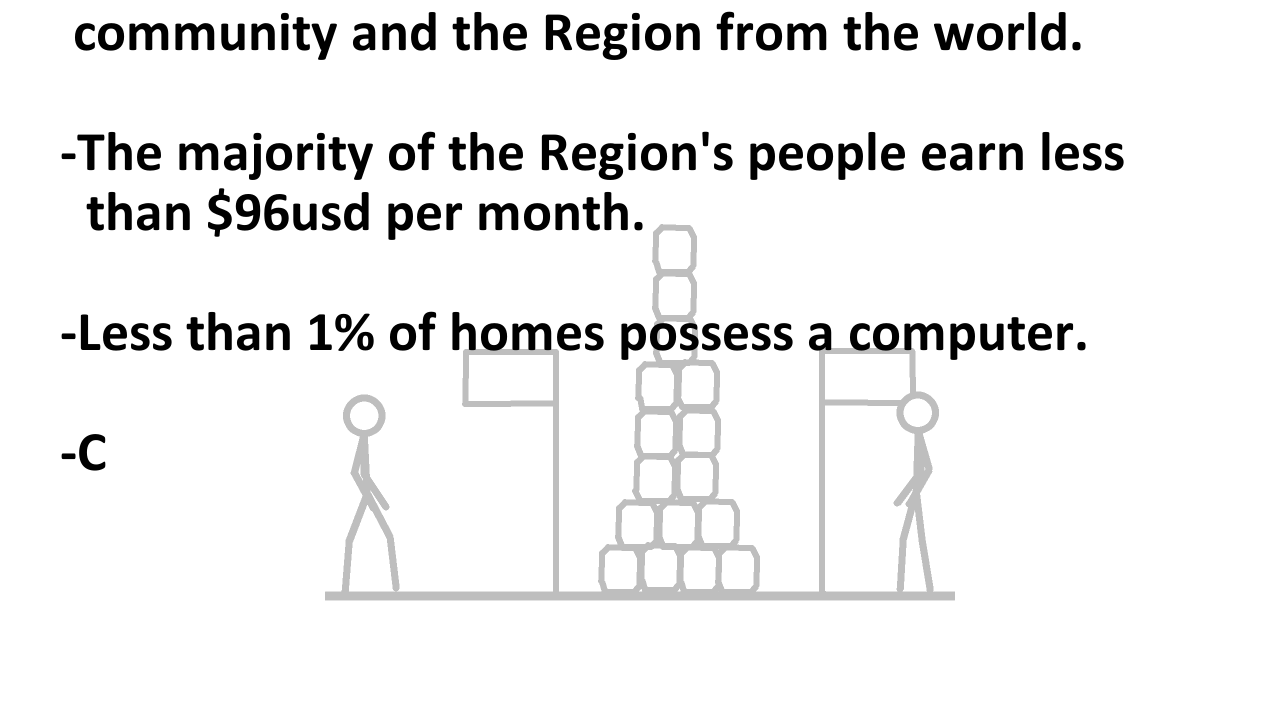 community and the Region from the world.
-The majority of the Region's people earn less
than $96usd per month.
-Less than 1% of homes possess a computer.
-C